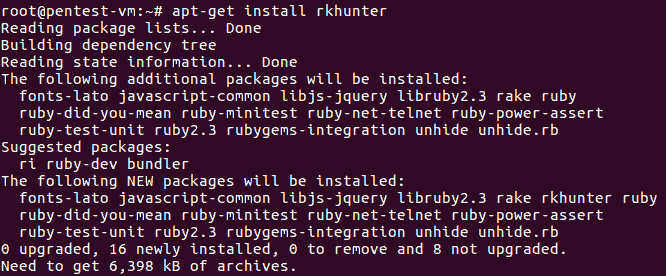 root@pentest-vm:~# apt-get install rkhunter
Reading package lists... Done
Building dependency tree
Reading state information... Done
The following additional packages will be installed:
  fonts-lato javascript-common libjs-jquery libruby2.3 rake ruby
  ruby-did-you-mean ruby-minitest ruby-net-telnet ruby-power-assert
  ruby-test-unit ruby2.3 rubygems-integration unhide unhide.rb
Suggested packages:
  ri ruby-dev bundler
The following NEW packages will be installed:
  fonts-lato javascript-common libjs-jquery libruby2.3 rake rkhunter ruby
  ruby-did-you-mean ruby-minitest ruby-net-telnet ruby-power-assert
  ruby-test-unit ruby2.3 rubygems-integration unhide unhide.rb
0 upgraded, 16 newly installed, 0 to remove and 8 not upgraded.
Need to get 6,398 kB of archives.